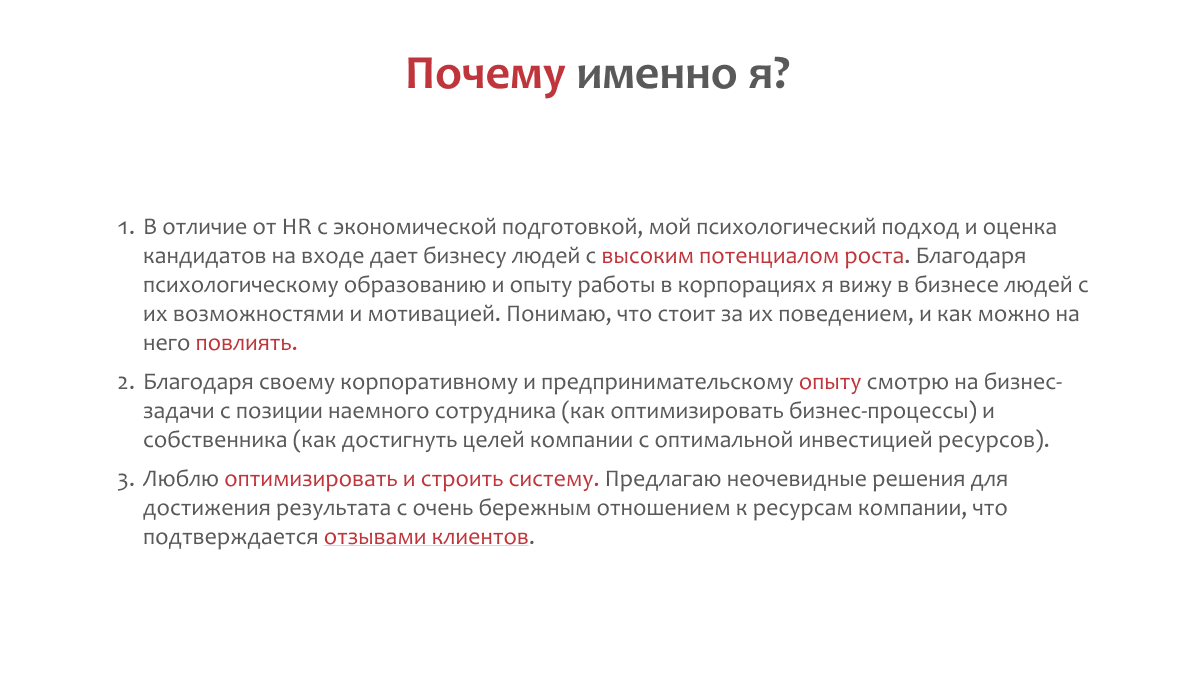 Почему именно я?
1. В отличие от HR с экономической подготовкой, мой психологический подход и оценка
кандидатов на входе дает бизнесу людей с высоким потенциалом роста. Благодаря
психологическому образованию и опыту работы в корпорациях я вижу в бизнесе людей с
их возможностями и мотивацией. Понимаю, что стоит за их поведением, и как можно на
него повлиять.
2. Благодаря своему корпоративному и предпринимательскому опыту смотрю на бизнес-
задачи с позиции наемного сотрудника (как оптимизировать бизнес-процессы) и
собственника (как достигнуть целей компании с оптимальной инвестицией ресурсов).
3. Люблю оптимизировать и строить систему. Предлагаю неочевидные решения для
достижения результата с очень бережным отношением к ресурсам компании, что
подтверждается отзывами клиентов.